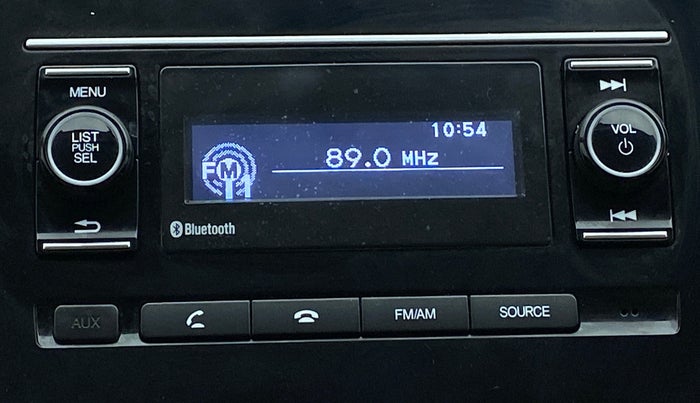 MENU
LIST
PUSH
SEL
10:54
89.0 MHz
FM
Bluetooth
VOL
AUX
FM/AM
SOURCE